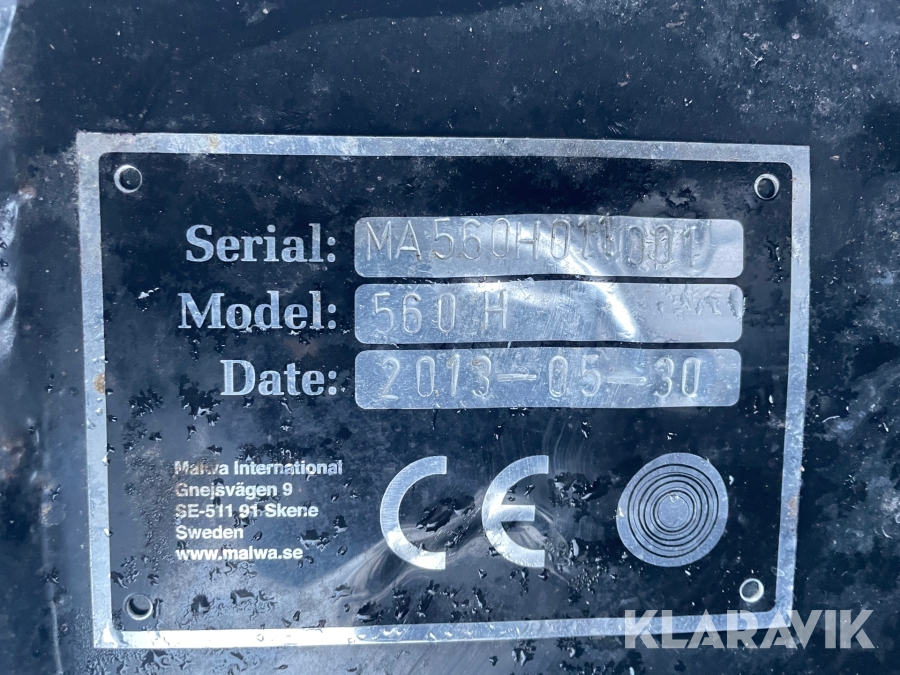 Serial: MA560H011001
Model: 560 H
Date: 2013-05-30
Malwa International
Gnejsvägen 9
SE-511 91 Skene
Sweden
www.malwa.se
CE
KLARAVIK